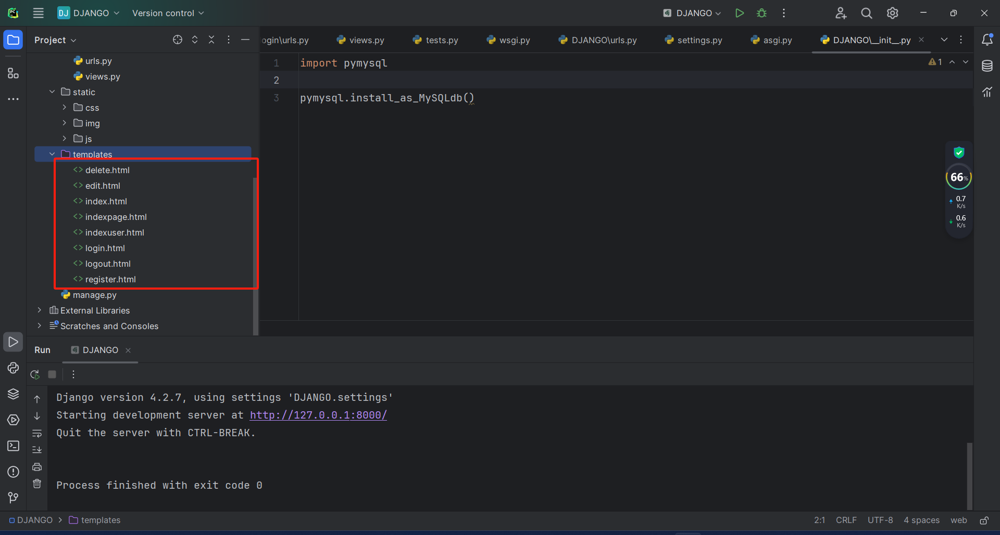 DJ DJANGO Version control DJANGO
Project
ogin\urls.py views.py tests.py wsgi.py DJANGO\urls.py settings.py asgi.py DJANGO\__init__.py
urls.py
views.py
static
css
img
js
templates
delete.html
edit.html
index.html
indexpage.html
indexuser.html
login.html
logout.html
register.html
manage.py
External Libraries
Scratches and Consoles
1 import pymysql
2
3 pymysql.install_as_MySQLdb()
1
66%
0.7
K/s
0.6
K/s
Run DJANGO
Django version 4.2.7, using settings 'DJANGO.settings'
Starting development server at http://127.0.0.1:8000/
Quit the server with CTRL-BREAK.
Process finished with exit code 0
DJANGO > templates
2:1 CRLF UTF-8 4 spaces web